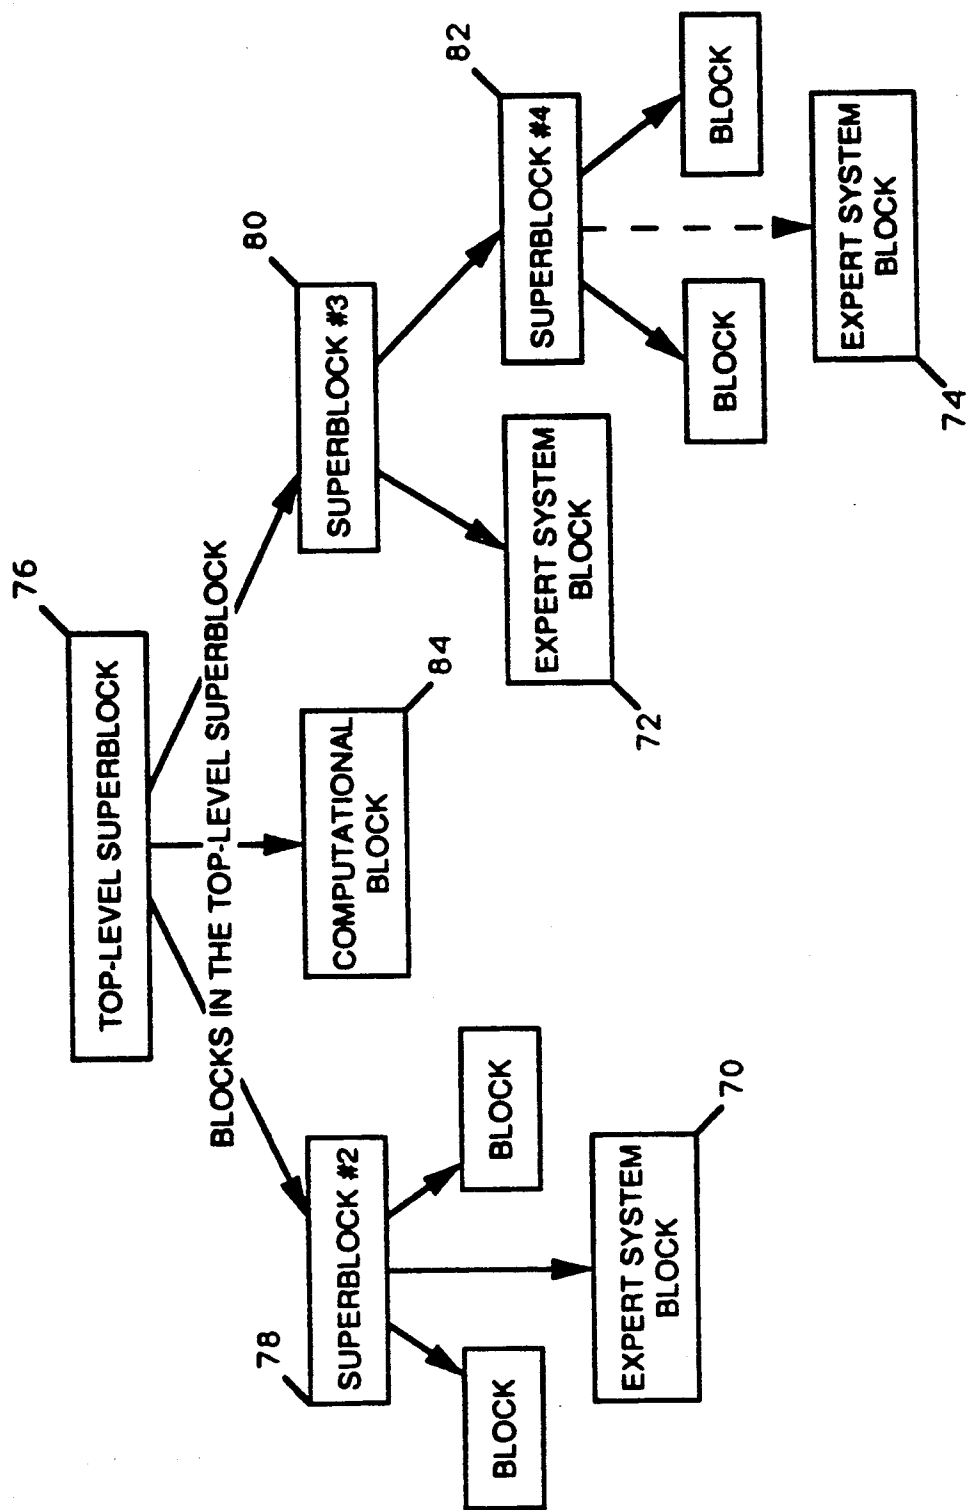 76
TOP-LEVEL SUPERBLOCK
BLOCKS IN THE TOP-LEVEL SUPERBLOCK
78
SUPERBLOCK #2
COMPUTATIONAL
BLOCK
84
80
SUPERBLOCK #3
BLOCK
BLOCK
EXPERT SYSTEM
BLOCK
70
EXPERT SYSTEM
BLOCK
72
82
SUPERBLOCK #4
BLOCK
BLOCK
EXPERT SYSTEM
BLOCK
74